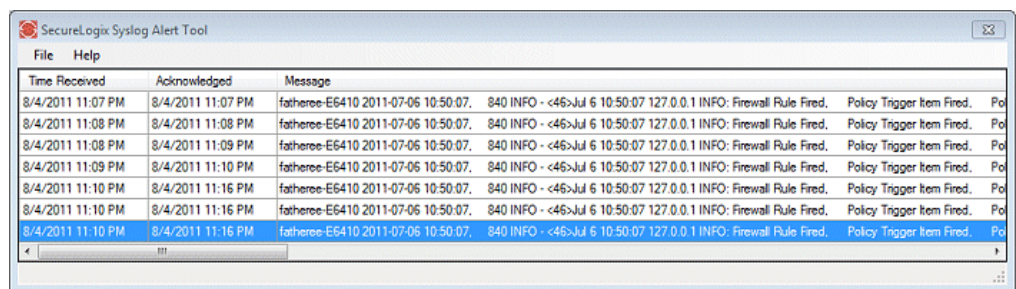 SecureLogix Syslog Alert Tool
File Help
Time Received Acknowledged Message
8/4/2011 11:07 PM 8/4/2011 11:07 PM fatheree-E6410 2011-07-06 10:50:07, 840 INFO - <46>Jul 6 10:50:07 127.0.0.1 INFO: Firewall Rule Fired, Policy Trigger Item Fired, Pol
8/4/2011 11:08 PM 8/4/2011 11:08 PM fatheree-E6410 2011-07-06 10:50:07, 840 INFO - <46>Jul 6 10:50:07 127.0.0.1 INFO: Firewall Rule Fired, Policy Trigger Item Fired, Pol
8/4/2011 11:08 PM 8/4/2011 11:09 PM fatheree-E6410 2011-07-06 10:50:07, 840 INFO - <46>Jul 6 10:50:07 127.0.0.1 INFO: Firewall Rule Fired, Policy Trigger Item Fired, Pol
8/4/2011 11:09 PM 8/4/2011 11:10 PM fatheree-E6410 2011-07-06 10:50:07, 840 INFO - <46>Jul 6 10:50:07 127.0.0.1 INFO: Firewall Rule Fired, Policy Trigger Item Fired, Pol
8/4/2011 11:10 PM 8/4/2011 11:16 PM fatheree-E6410 2011-07-06 10:50:07, 840 INFO - <46>Jul 6 10:50:07 127.0.0.1 INFO: Firewall Rule Fired, Policy Trigger Item Fired, Pol
8/4/2011 11:10 PM 8/4/2011 11:16 PM fatheree-E6410 2011-07-06 10:50:07, 840 INFO - <46>Jul 6 10:50:07 127.0.0.1 INFO: Firewall Rule Fired, Policy Trigger Item Fired, Pol
8/4/2011 11:10 PM 8/4/2011 11:16 PM fatheree-E6410 2011-07-06 10:50:07, 840 INFO - <46>Jul 6 10:50:07 127.0.0.1 INFO: Firewall Rule Fired, Policy Trigger Item Fired, Pol